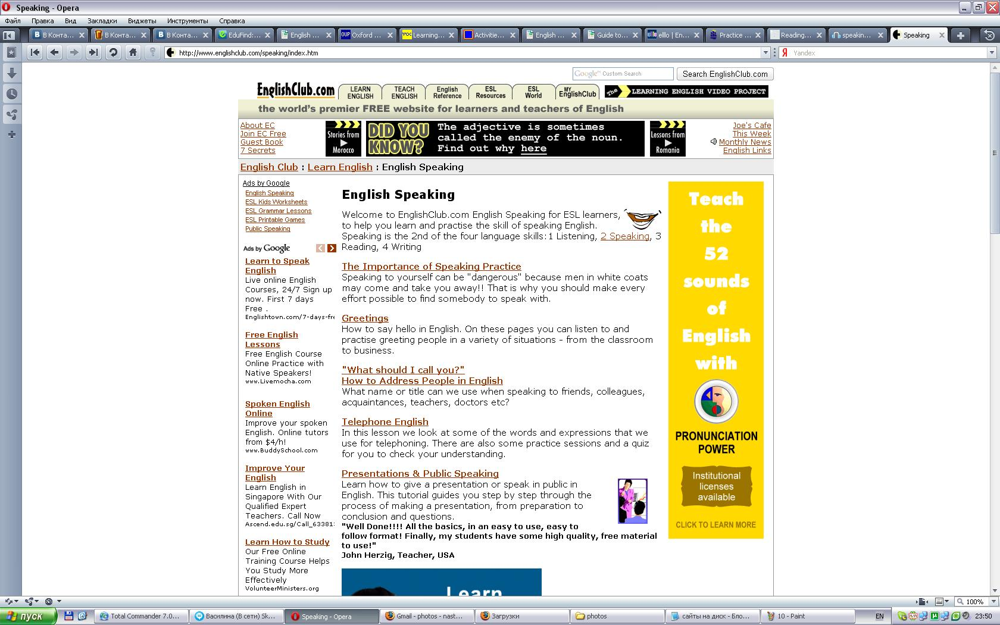 Speaking - Opera
Файл Правка Вид Закладки Виджеты Инструменты Справка
В Конта... В Конта... В Конта... EduFind:... English ... OUP Oxford ... VOC Learning... Activitie... English ... Guide to... elllo | En... Practice ... Reading... speakin... Speaking
http://www.englishclub.com/speaking/index.htm
Я Yandex
Google™ Custom Search Search EnglishClub.com
EnglishClub.com
LEARN ENGLISH
TEACH ENGLISH
English Reference
ESL Resources
ESL World
MY EnglishClub
The LEARNING ENGLISH VIDEO PROJECT
the world's premier FREE website for learners and teachers of English
About EC
Join EC Free
Guest Book
7 Secrets
Stories from
Morocco
DID YOU KNOW?
The adjective is sometimes
called the enemy of the noun.
Find out why here
Lessons from
Romania
Joe's Cafe
This Week
Monthly News
English Links
English Club : Learn English : English Speaking
Ads by Google
English Speaking
ESL Kids Worksheets
ESL Grammar Lessons
ESL Printable Games
Public Speaking
Ads by Google
Learn to Speak
English
Live online English
Courses, 24/7 Sign up
now. First 7 days
Free .
Englishtown.com/7-days-fre
Free English
Lessons
Free English Course
Online Practice with
Native Speakers!
www.Livemocha.com
Spoken English
Online
Improve your spoken
English. Online tutors
from $4/h!
www.BuddySchool.com
Improve Your
English
Learn English in
Singapore With Our
Qualified Expert
Teachers. Call Now
Ascend.edu.sg/Call_63381
Learn How to Study
Our Free Online
Training Course Helps
You Study More
Effectively
VolunteerMinisters.org
English Speaking
Welcome to EnglishClub.com English Speaking for ESL learners,
to help you learn and practise the skill of speaking English.
Speaking is the 2nd of the four language skills:1 Listening, 2 Speaking, 3
Reading, 4 Writing
The Importance of Speaking Practice
Speaking to yourself can be "dangerous" because men in white coats
may come and take you away!! That is why you should make every
effort possible to find somebody to speak with.
Greetings
How to say hello in English. On these pages you can listen to and
practise greeting people in a variety of situations - from the classroom
to business.
"What should I call you?"
How to Address People in English
What name or title can we use when speaking to friends, colleagues,
acquaintances, teachers, doctors etc?
Telephone English
In this lesson we look at some of the words and expressions that we
use for telephoning. There are also some practice sessions and a quiz
for you to check your understanding.
Presentations & Public Speaking
Learn how to give a presentation or speak in public in
English. This tutorial guides you step by step through the
process of making a presentation, from preparation to
conclusion and questions.
"Well Done!!!! All the basics, in an easy to use, easy to
follow format! Finally, my students have some high quality, free material
to use!"
John Herzig, Teacher, USA
Learn
Teach
the
52
sounds
of
English
with
PRONUNCIATION
POWER
Institutional
licenses
available
CLICK TO LEARN MORE
100%
пуск Total Commander 7.0... Василина (В сети) Sk... Speaking - Opera Gmail - photos - nast... Загрузки photos сайты на диск - Бло... 10 - Paint EN 23:50